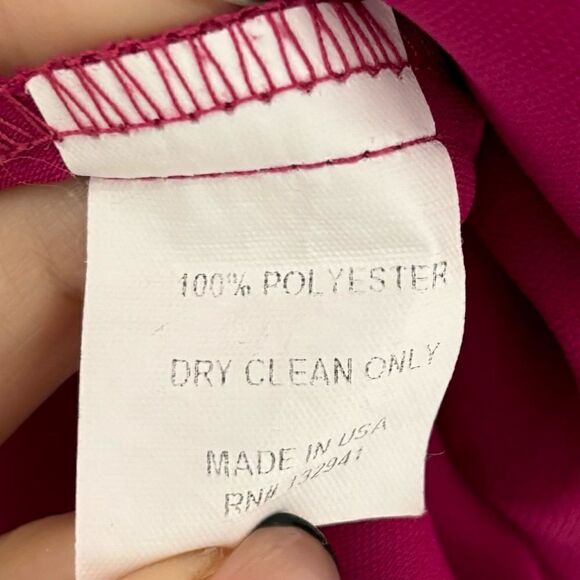 100% POLYESTER
DRY CLEAN ONLY
MADE IN USA
RN# 132941